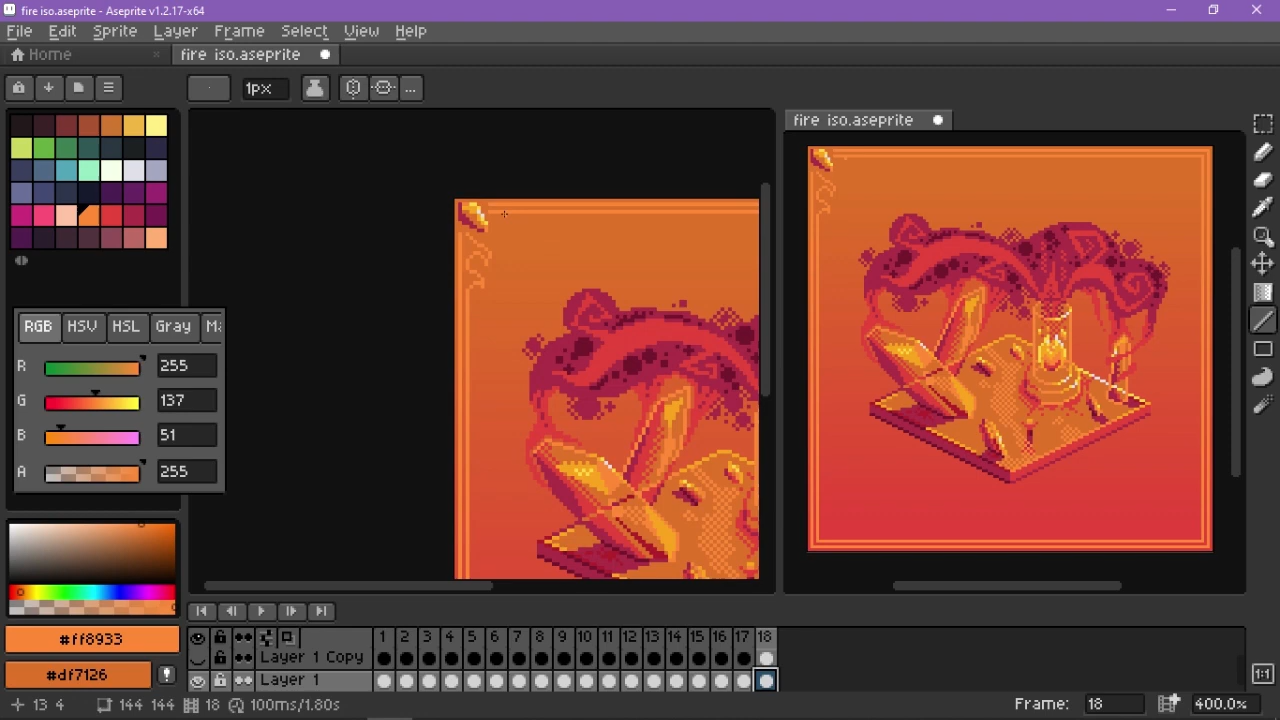 fire iso.aseprite - Aseprite v1.2.17-x64
File Edit Sprite Layer Frame Select View Help
Home fire iso.aseprite
1px ...
fire iso.aseprite
RGB HSV HSL Gray
R 255
G 137
B 51
A 255
#ff8933
#df7126 !
1 2 3 4 5 6 7 8 9 10 11 12 13 14 15 16 17 18
Layer 1 Copy
Layer 1
1:1
13 4 144 144 18 100ms/1.80s Frame: 18 400.0%